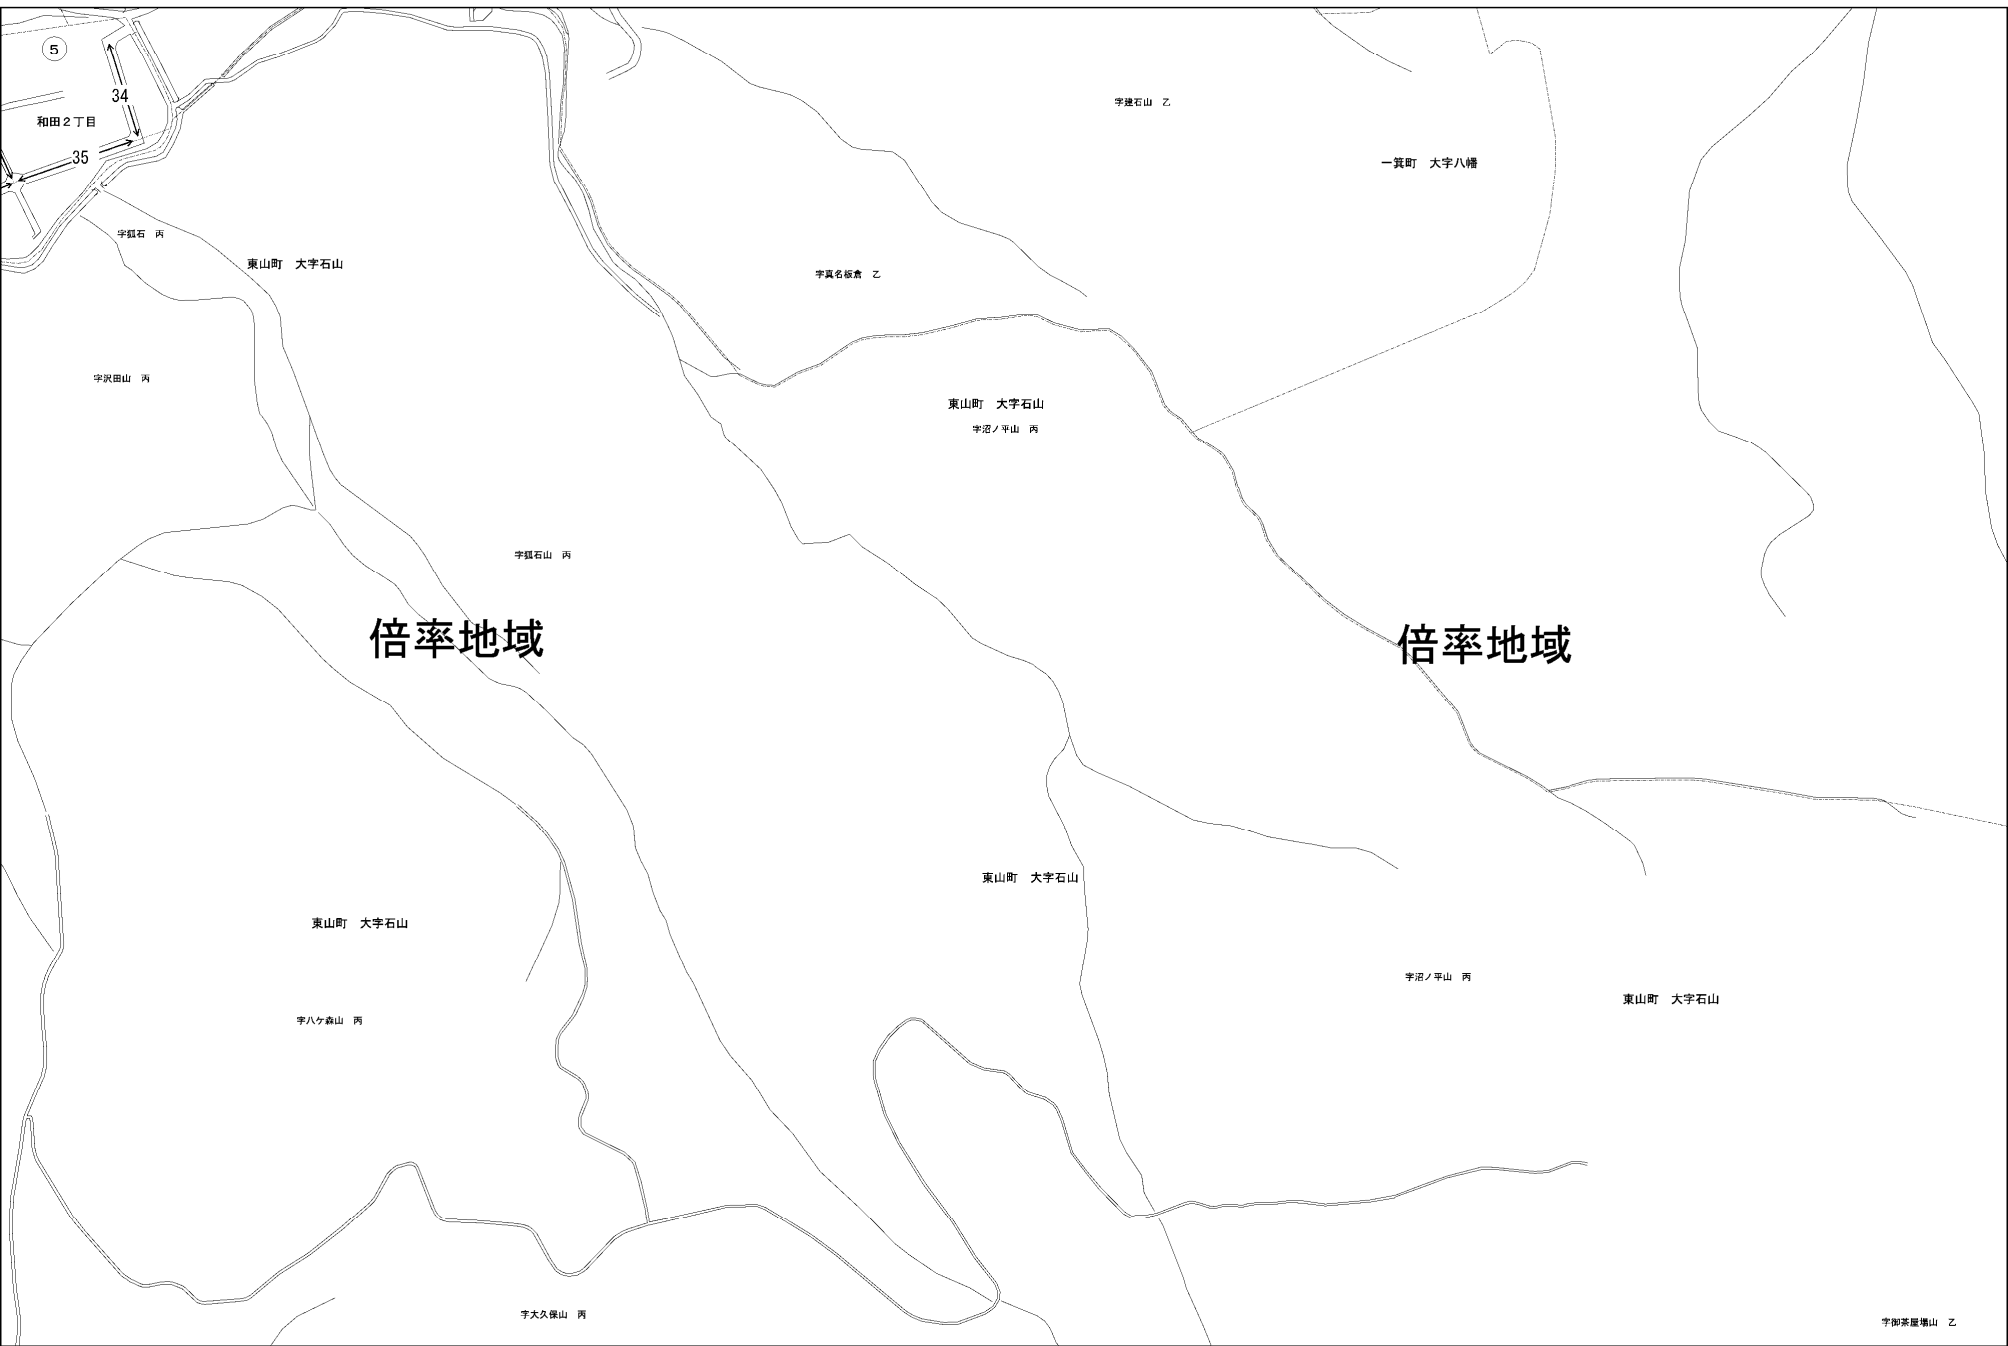 5
34
和田２丁目
35
字建石山　乙
一箕町　大字八幡
字狐石　丙
東山町　大字石山
字真名板倉　乙
字沢田山　丙
東山町　大字石山
字沼ノ平山　丙
字狐石山　丙
倍率地域
倍率地域
東山町　大字石山
東山町　大字石山
字沼ノ平山　丙
東山町　大字石山
字八ケ森山　丙
字大久保山　丙
字御茶屋場山　乙